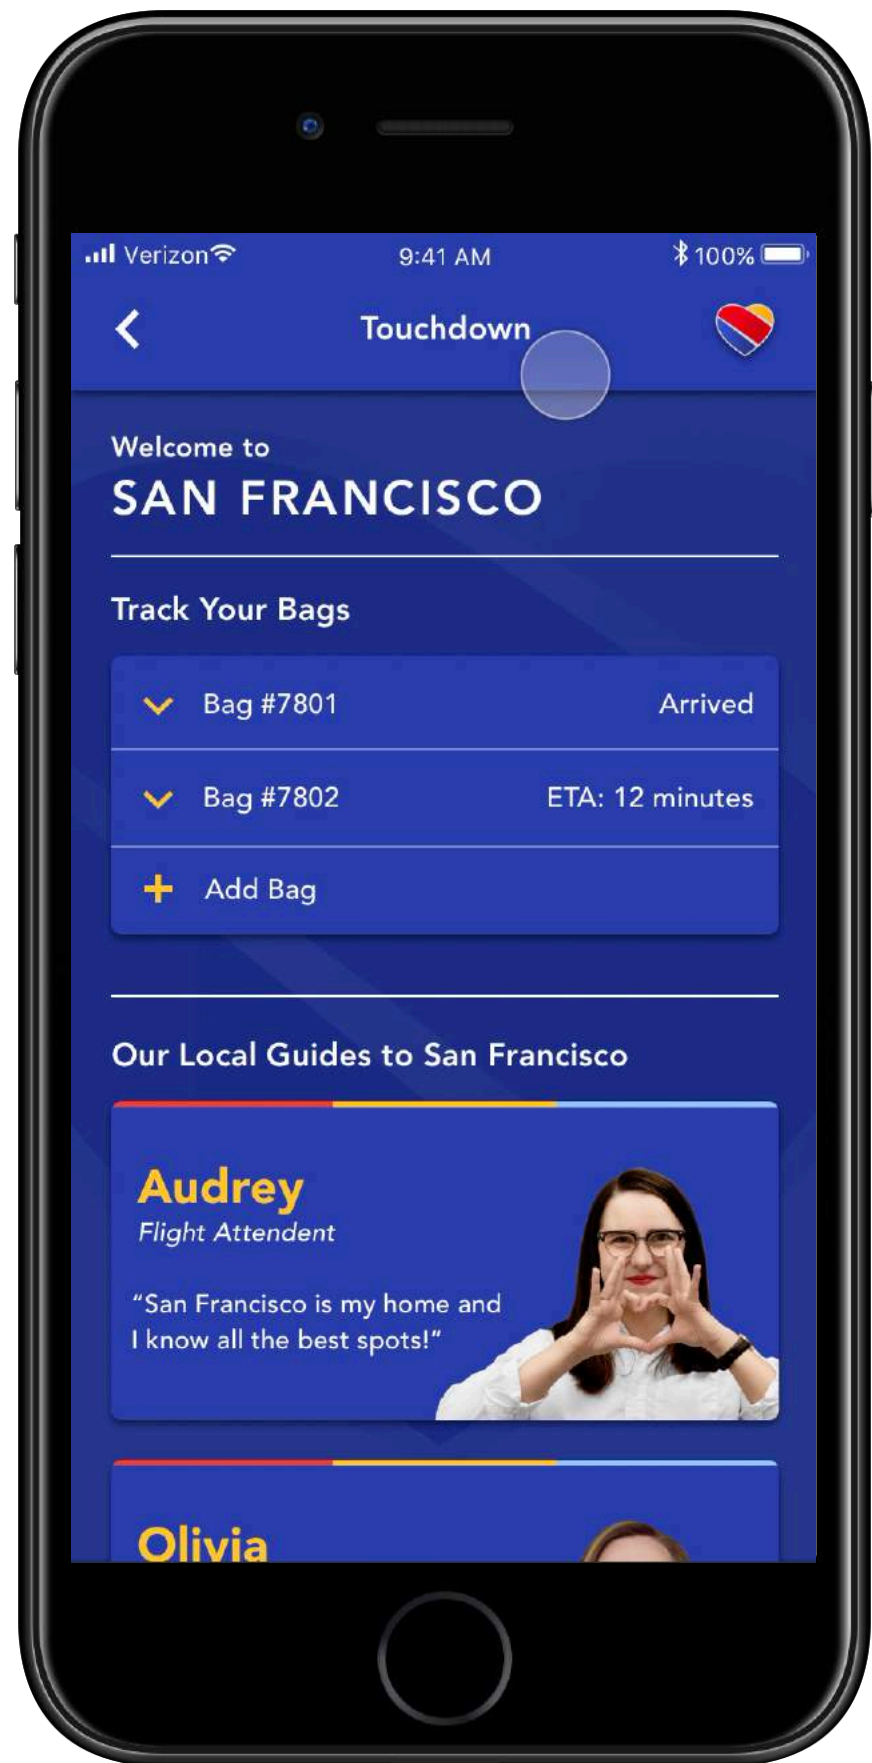 Verizon
9:41 AM
100%
Touchdown
Welcome to
SAN FRANCISCO
Track Your Bags
Bag #7801 Arrived
Bag #7802 ETA: 12 minutes
Add Bag
Our Local Guides to San Francisco
Audrey
Flight Attendent
“San Francisco is my home and
I know all the best spots!“
Olivia